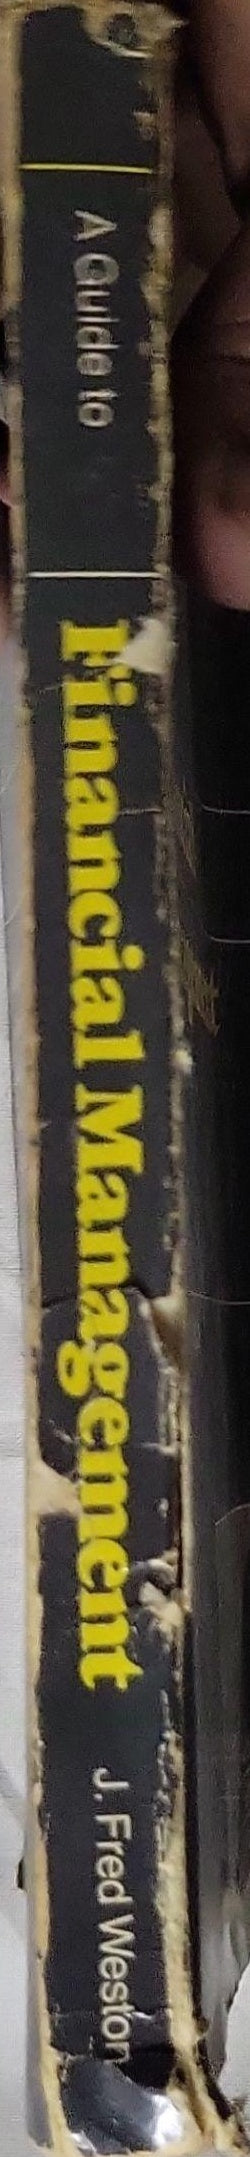 A Guide to
Financial Management
J. Fred Weston